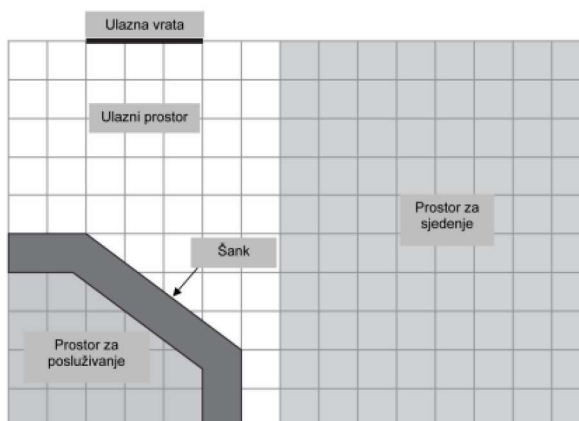 Ulazna vrata
Ulazni prostor
Prostor za
sjedenje
Šank
Prostor za
posluživanje